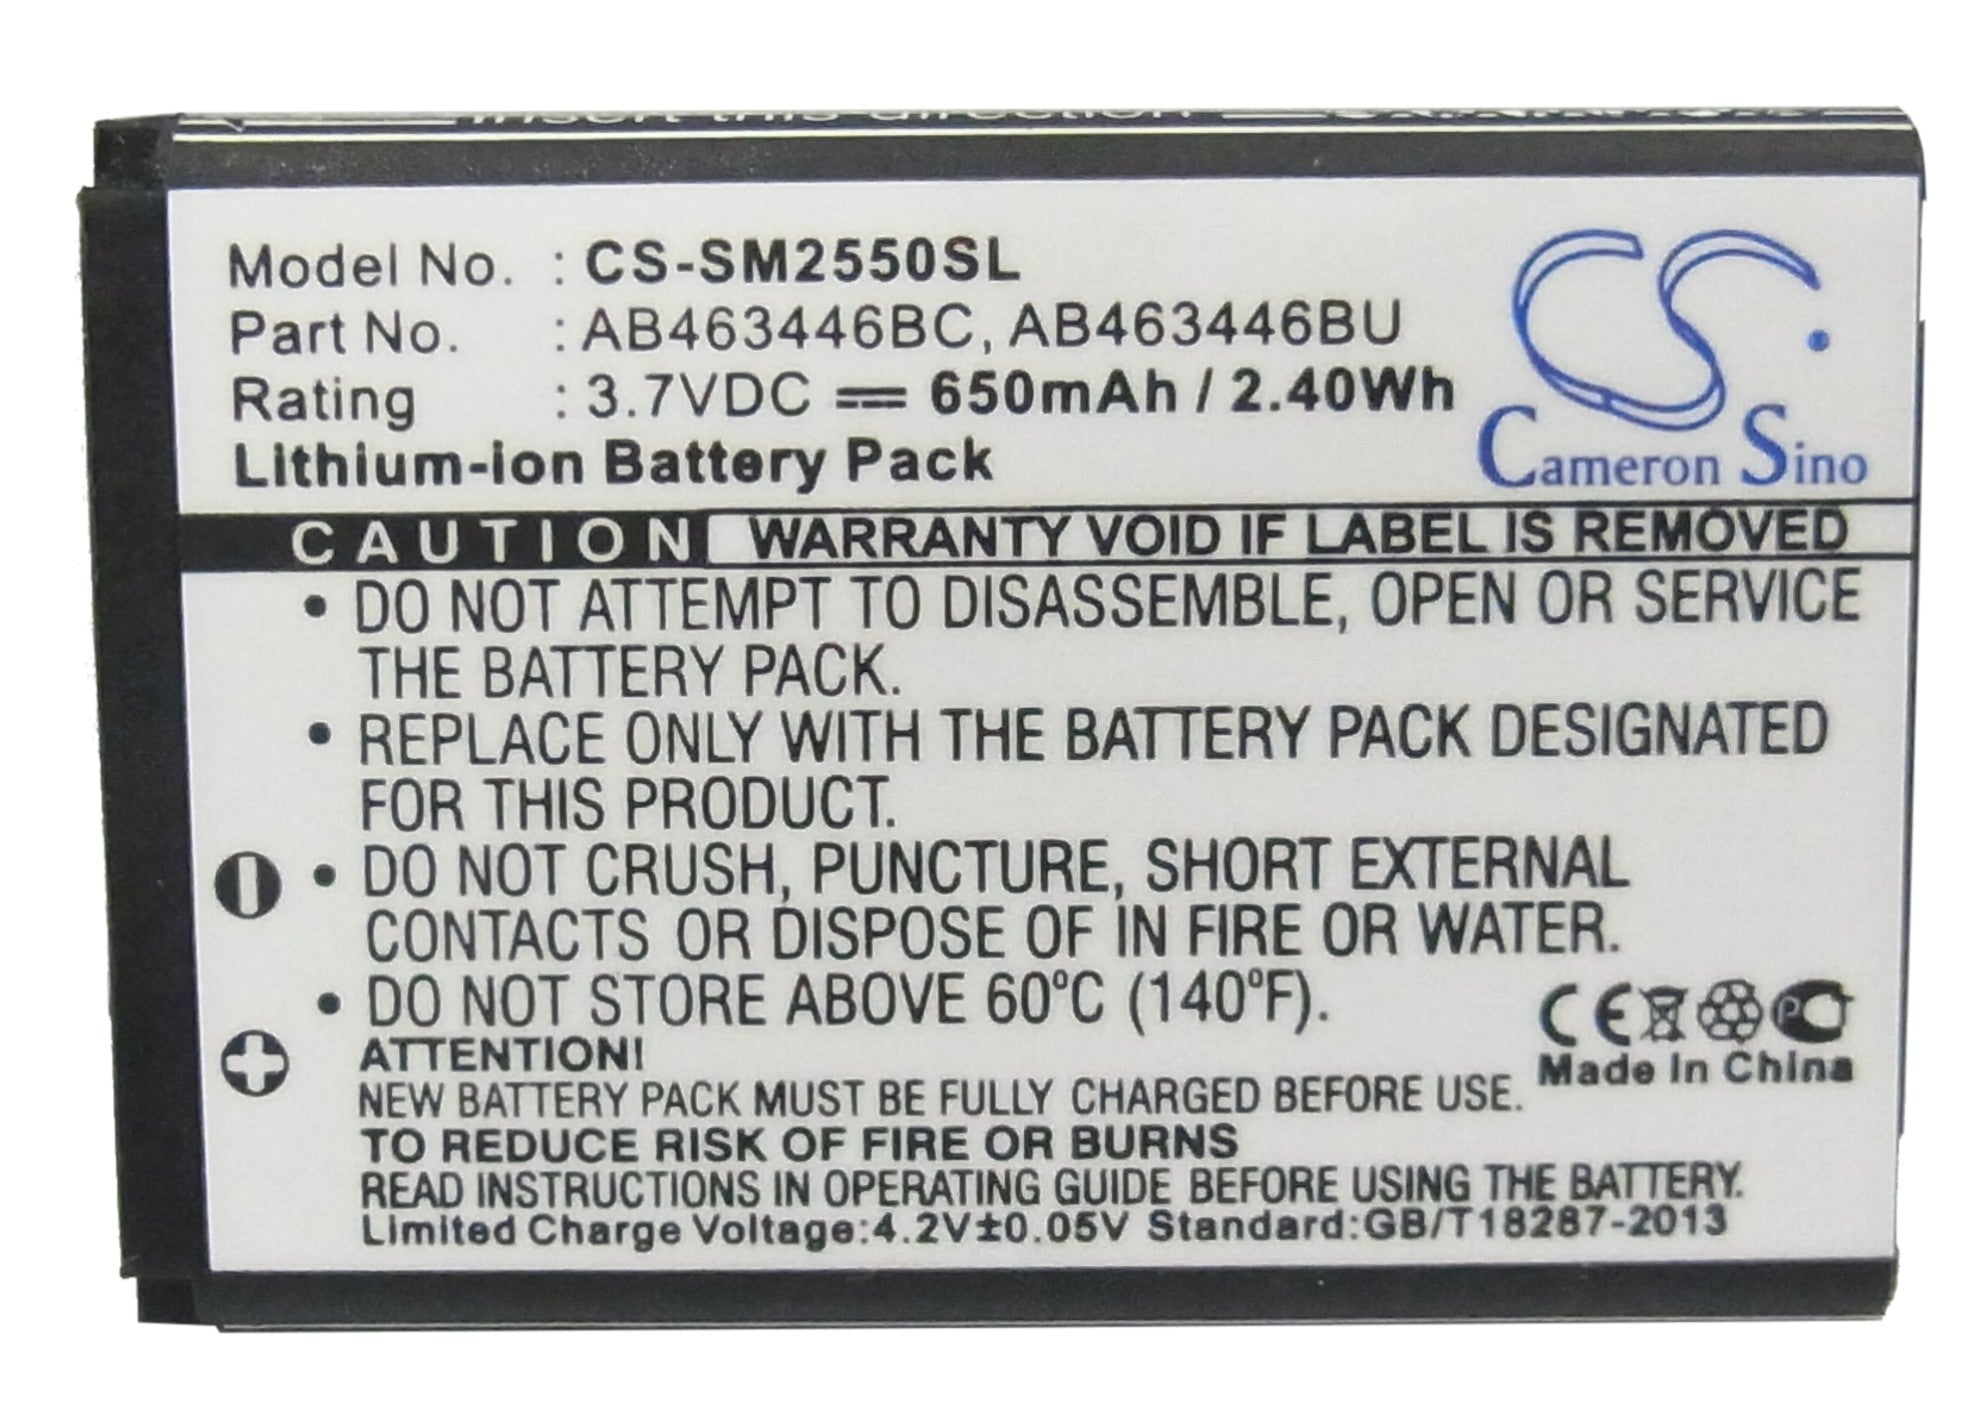 Insert this direction
Model No. : CS-SM2550SL
Part No. : AB463446BC, AB463446BU
Rating : 3.7VDC 650mAh / 2.40Wh
Lithium-ion Battery Pack
CS
Cameron Sino
CAUTION WARRANTY VOID IF LABEL IS REMOVED
• DO NOT ATTEMPT TO DISASSEMBLE, OPEN OR SERVICE
THE BATTERY PACK.
• REPLACE ONLY WITH THE BATTERY PACK DESIGNATED
FOR THIS PRODUCT.
• DO NOT CRUSH, PUNCTURE, SHORT EXTERNAL
CONTACTS OR DISPOSE OF IN FIRE OR WATER.
• DO NOT STORE ABOVE 60°C (140°F).
CE
Made In China
ATTENTION!
NEW BATTERY PACK MUST BE FULLY CHARGED BEFORE USE.
TO REDUCE RISK OF FIRE OR BURNS
READ INSTRUCTIONS IN OPERATING GUIDE BEFORE USING THE BATTERY.
Limited Charge Voltage:4.2V±0.05V Standard:GB/T18287-2013